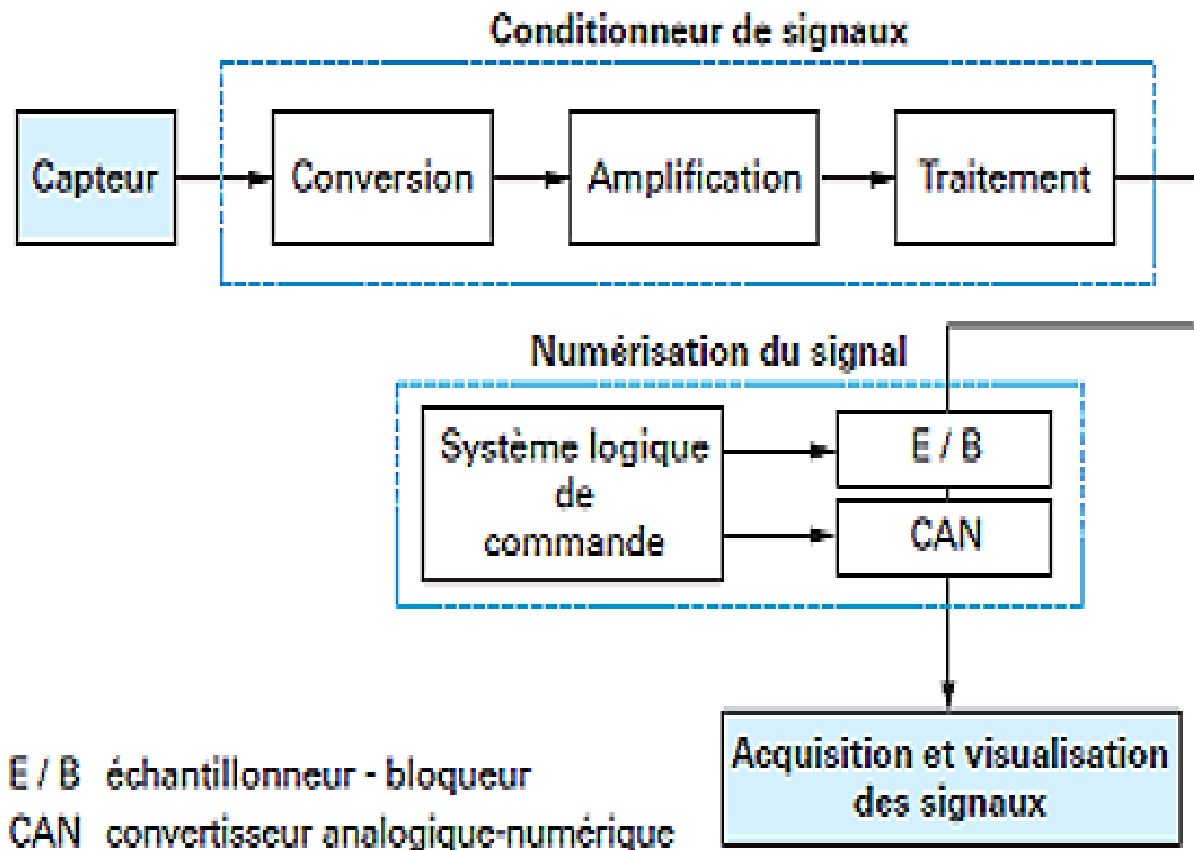 Conditionneur de signaux
Capteur
Conversion
Amplification
Traitement
Numérisation du signal
Système logique
de
commande
E / B
CAN
Acquisition et visualisation
des signaux
E / B échantillonneur - bloqueur
CAN convertisseur analogique-numérique